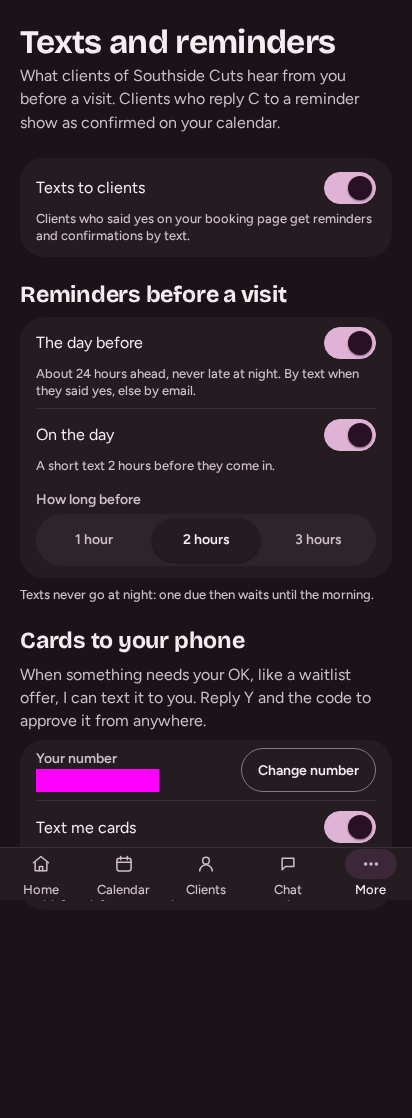 Texts and reminders
What clients of Southside Cuts hear from you
before a visit. Clients who reply C to a reminder
show as confirmed on your calendar.
Texts to clients
Clients who said yes on your booking page get reminders
and confirmations by text.
Reminders before a visit
The day before
About 24 hours ahead, never late at night. By text when
they said yes, else by email.
On the day
A short text 2 hours before they come in.
How long before
1 hour
2 hours
3 hours
Texts never go at night: one due then waits until the morning.
Cards to your phone
When something needs your OK, like a waitlist
offer, I can text it to you. Reply Y and the code to
approve it from anywhere.
Your number
Change number
Text me cards
Home
Calendar
Clients
Chat
More